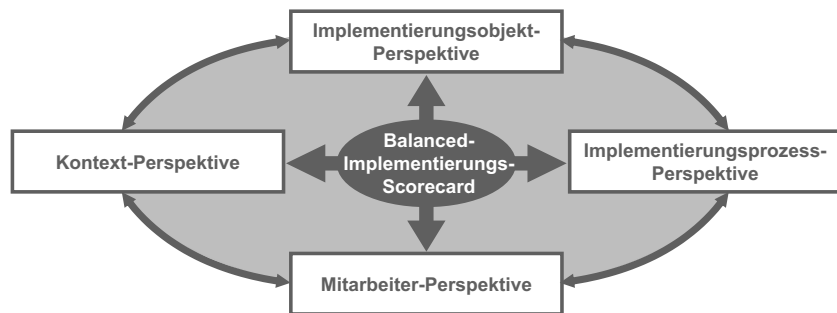 Implementierungsobjekt-
Perspektive
Kontext-Perspektive
Balanced-
Implementierungs-
Scorecard
Implementierungsprozess-
Perspektive
Mitarbeiter-Perspektive